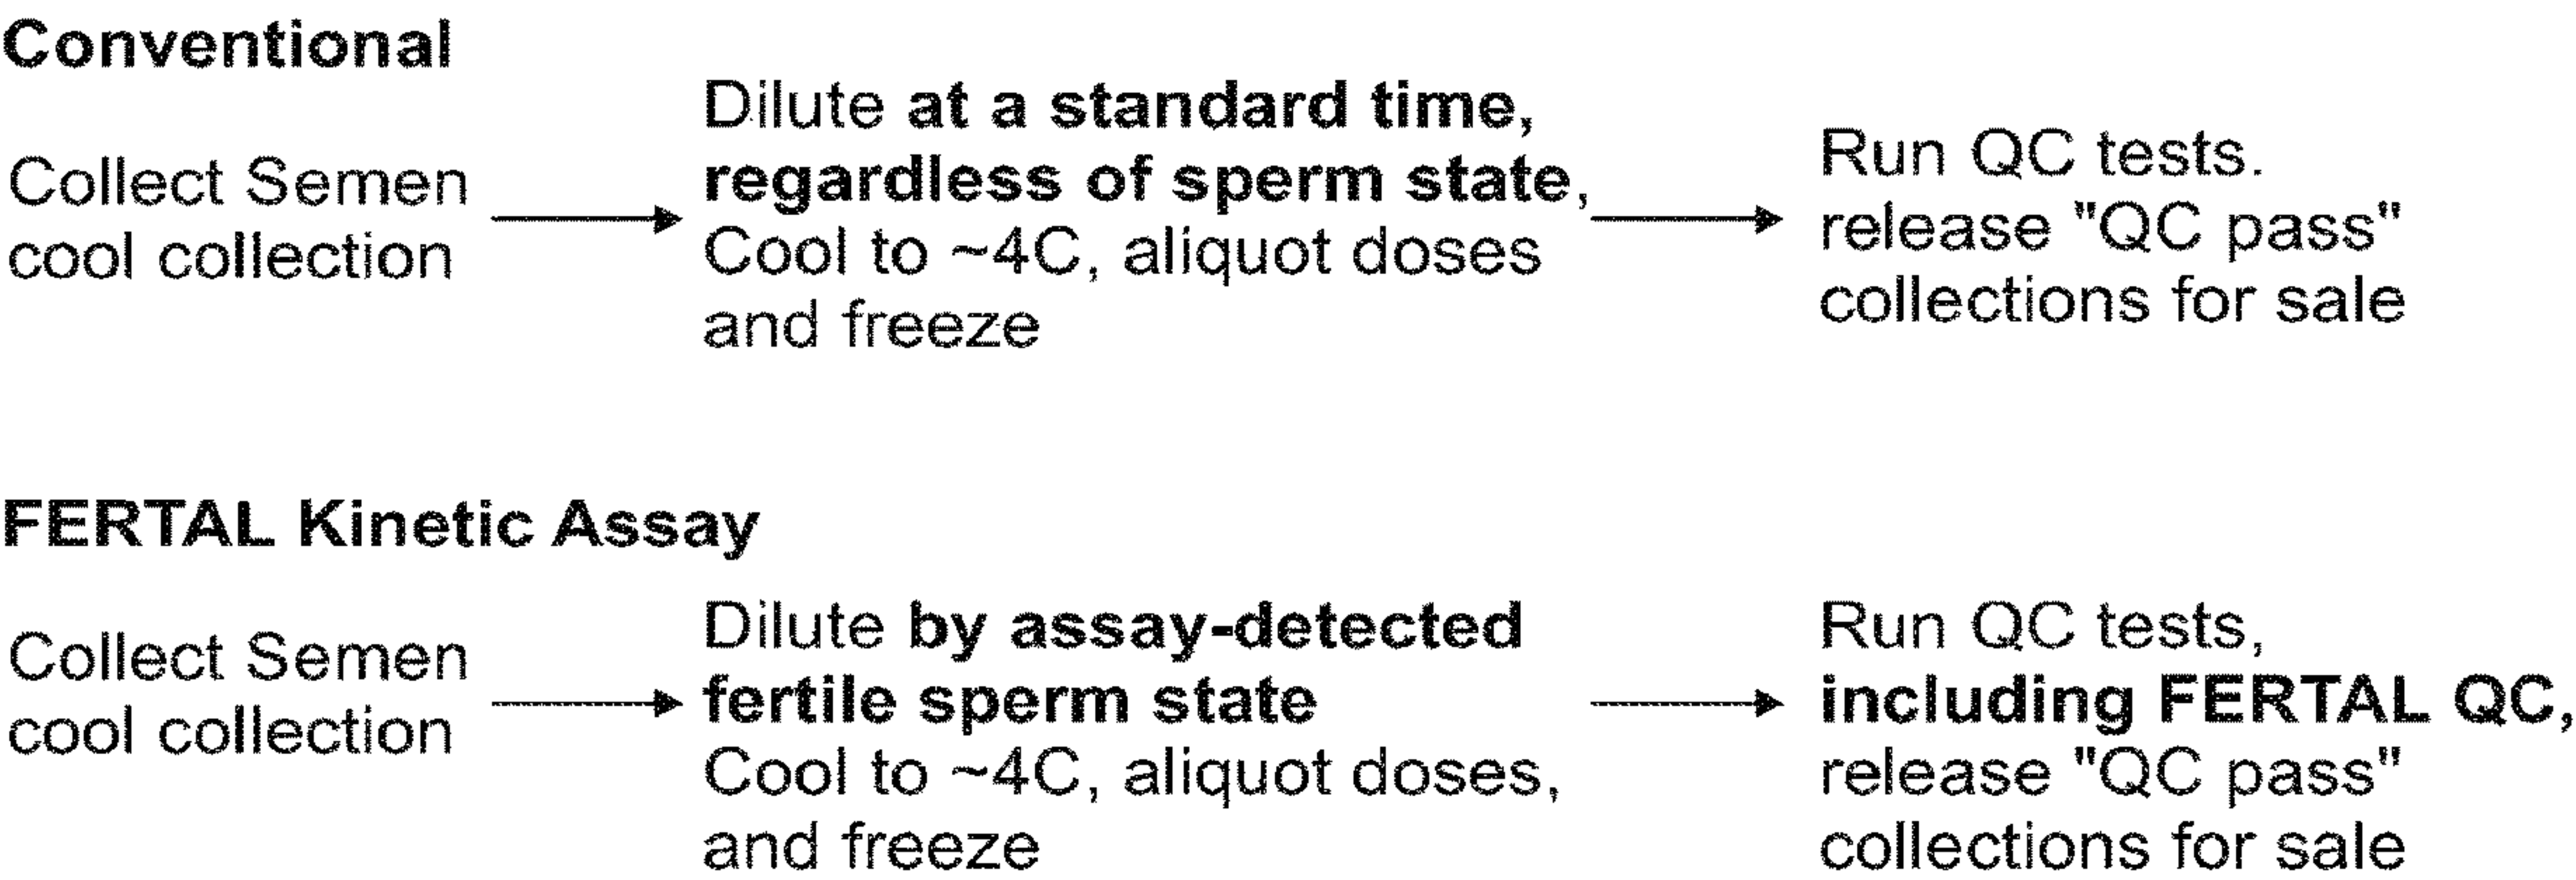 Conventional
Collect Semen
cool collection
Dilute at a standard time,
regardless of sperm state,
Cool to ~4C, aliquot doses
and freeze
Run QC tests.
release "QC pass"
collections for sale
FERTAL Kinetic Assay
Collect Semen
cool collection
Dilute by assay-detected
fertile sperm state
Cool to ~4C, aliquot doses,
and freeze
Run QC tests,
including FERTAL QC,
release "QC pass"
collections for sale